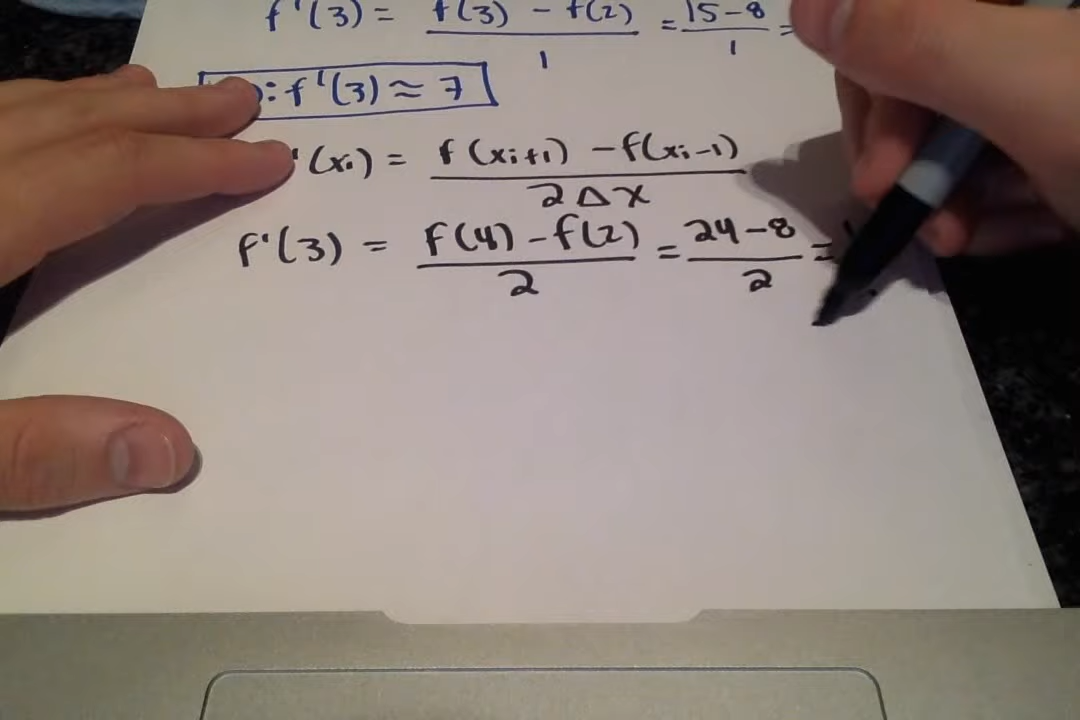 f'(3) = f(3) - f(2) / 1 = 15-8 / 1 =
: f'(3) ≈ 7
'(xi) = f(xi+1) - f(xi-1) / 2Δx
f'(3) = f(4) - f(2) / 2 = 24-8 / 2 =